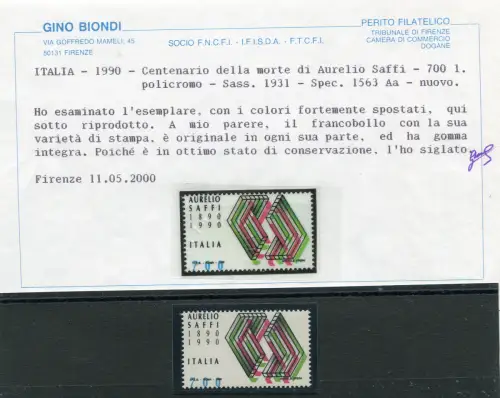 GINO BIONDI
VIA GOFFREDO MAMELI, 45
50131 FIRENZE
SOCIO F.N.C.F.I. - I.F.I.S.D.A. - F.T.C.F.I.
PERITO FILATELICO
TRIBUNALE DI FIRENZE
CAMERA DI COMMERCIO
DOGANE
ITALIA - 1990 - Centenario della morte di Aurelio Saffi - 700 l.
policromo - Sass. 1931 - Spec. 1563 Aa - nuovo.
Ho esaminato l'esemplare, con i colori fortemente spostati, qui
sotto riprodotto. A mio parere, il francobollo con la sua
varietà di stampa, è originale in ogni sua parte, ed ha gomma
integra. Poiché è in ottimo stato di conservazione, l'ho siglato
Firenze 11.05.2000
AURELIO
SAFFI
1890
1990
ITALIA
700
AURELIO
SAFFI
1890
1990
ITALIA
700